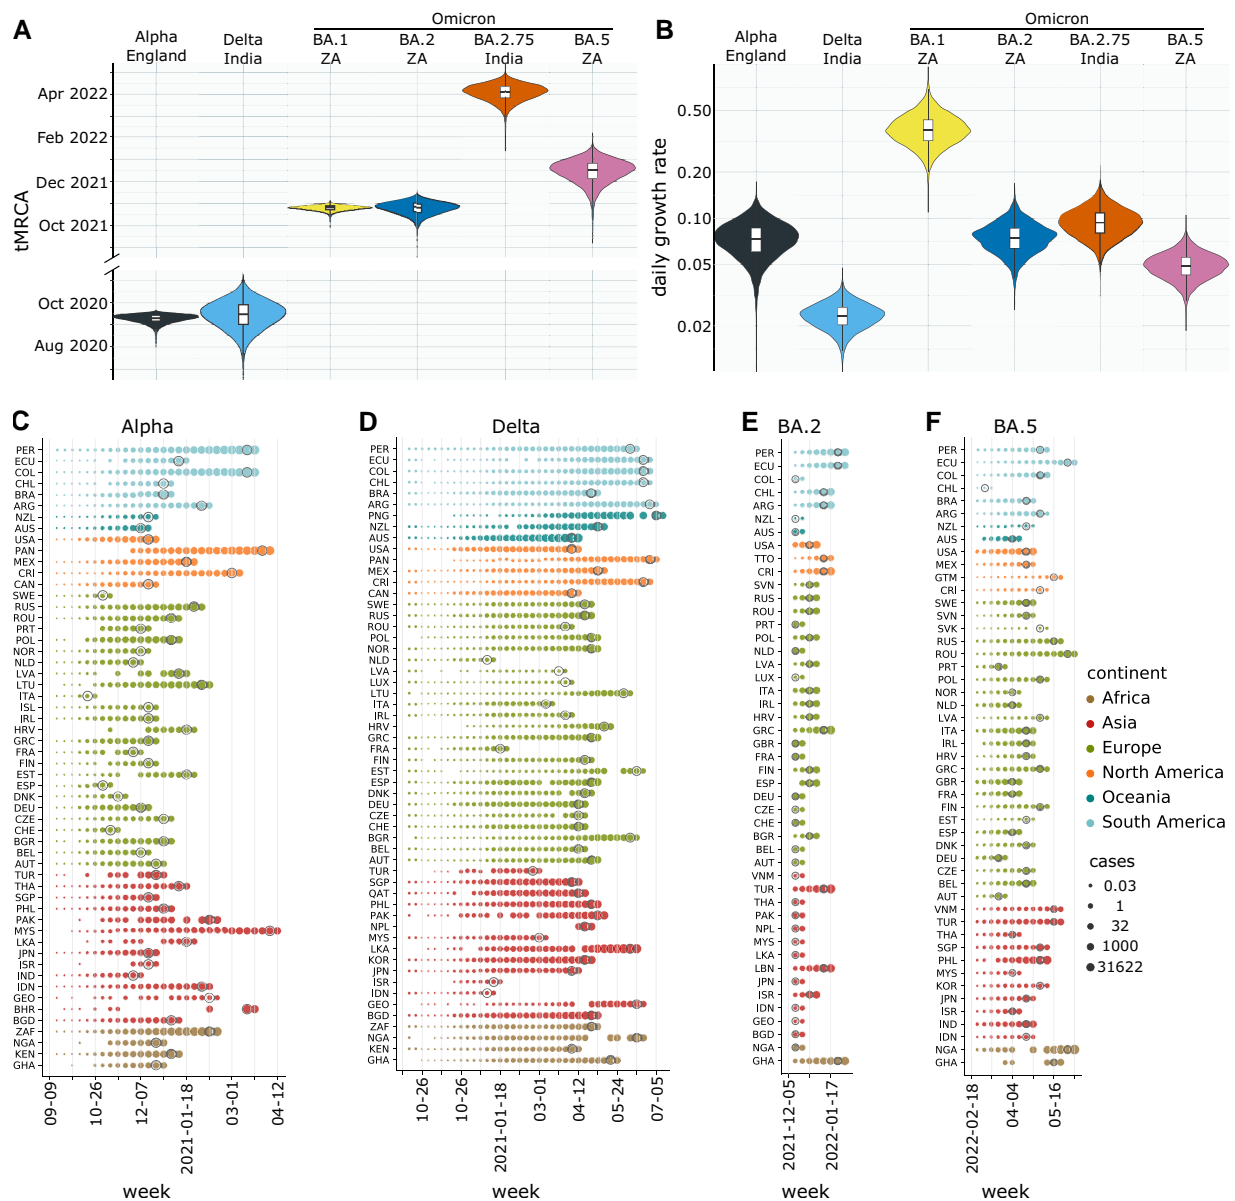 A
Omicron
Alpha England
Delta India
BA.1 ZA
BA.2 ZA
BA.2.75 India
BA.5 ZA
tMRCA
Apr 2022
Feb 2022
Dec 2021
Oct 2021
Oct 2020
Aug 2020
B
Omicron
Alpha England
Delta India
BA.1 ZA
BA.2 ZA
BA.2.75 India
BA.5 ZA
daily growth rate
0.50
0.20
0.10
0.05
0.02
C
Alpha
PER
ECU
COL
CHL
BRA
ARG
NZL
AUS
USA
PAN
MEX
CRI
CAN
SWE
RUS
ROU
PRT
POL
NOR
NLD
LVA
LTU
ITA
ISL
IRL
HRV
GRC
FRA
FIN
EST
ESP
DNK
DEU
CZE
CHE
BGR
BEL
AUT
TUR
THA
SGP
PHL
PAK
MYS
LKA
JPN
ISR
IND
IDN
GEO
BHR
BGD
ZAF
NGA
KEN
GHA
09-09
10-26
12-07
2021-01-18
03-01
04-12
week
D
Delta
PER
ECU
COL
CHL
BRA
ARG
PNG
NZL
AUS
USA
PAN
MEX
CRI
CAN
SWE
RUS
ROU
POL
NOR
NLD
LVA
LUX
LTU
ITA
IRL
HRV
GRC
FRA
FIN
EST
ESP
DNK
DEU
CZE
CHE
BGR
BEL
AUT
TUR
SGP
QAT
PHL
PAK
NPL
MYS
LKA
KOR
JPN
ISR
IDN
GEO
BGD
ZAF
NGA
KEN
GHA
10-26
10-26
2021-01-18
03-01
04-12
05-24
07-05
week
E
BA.2
PER
ECU
COL
CHL
ARG
NZL
AUS
USA
TTO
CRI
SVN
RUS
ROU
PRT
POL
NLD
LVA
LUX
ITA
IRL
HRV
GRC
GBR
FRA
FIN
ESP
DEU
CZE
CHE
BGR
BEL
AUT
VNM
TUR
THA
PAK
NPL
MYS
LKA
LBN
JPN
ISR
IDN
GEO
BGD
NGA
GHA
2021-12-05
2022-01-17
week
F
BA.5
PER
ECU
COL
CHL
BRA
ARG
NZL
AUS
USA
MEX
GTM
CRI
SWE
SVN
SVK
RUS
ROU
PRT
POL
NOR
NLD
LVA
ITA
IRL
HRV
GRC
GBR
FRA
FIN
EST
ESP
DNK
DEU
CZE
BEL
AUT
VNM
TUR
THA
SGP
PHL
MYS
KOR
JPN
ISR
IND
IDN
NGA
GHA
2022-02-18
04-04
05-16
week
continent
Africa
Asia
Europe
North America
Oceania
South America
cases
0.03
1
32
1000
31622